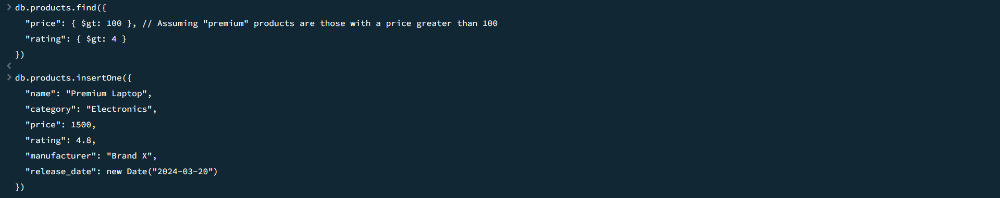 > db.products.find({
"price": { $gt: 100 }, // Assuming "premium" products are those with a price greater than 100
"rating": { $gt: 4 }
})
<
> db.products.insertOne({
"name": "Premium Laptop",
"category": "Electronics",
"price": 1500,
"rating": 4.8,
"manufacturer": "Brand X",
"release_date": new Date("2024-03-20")
})